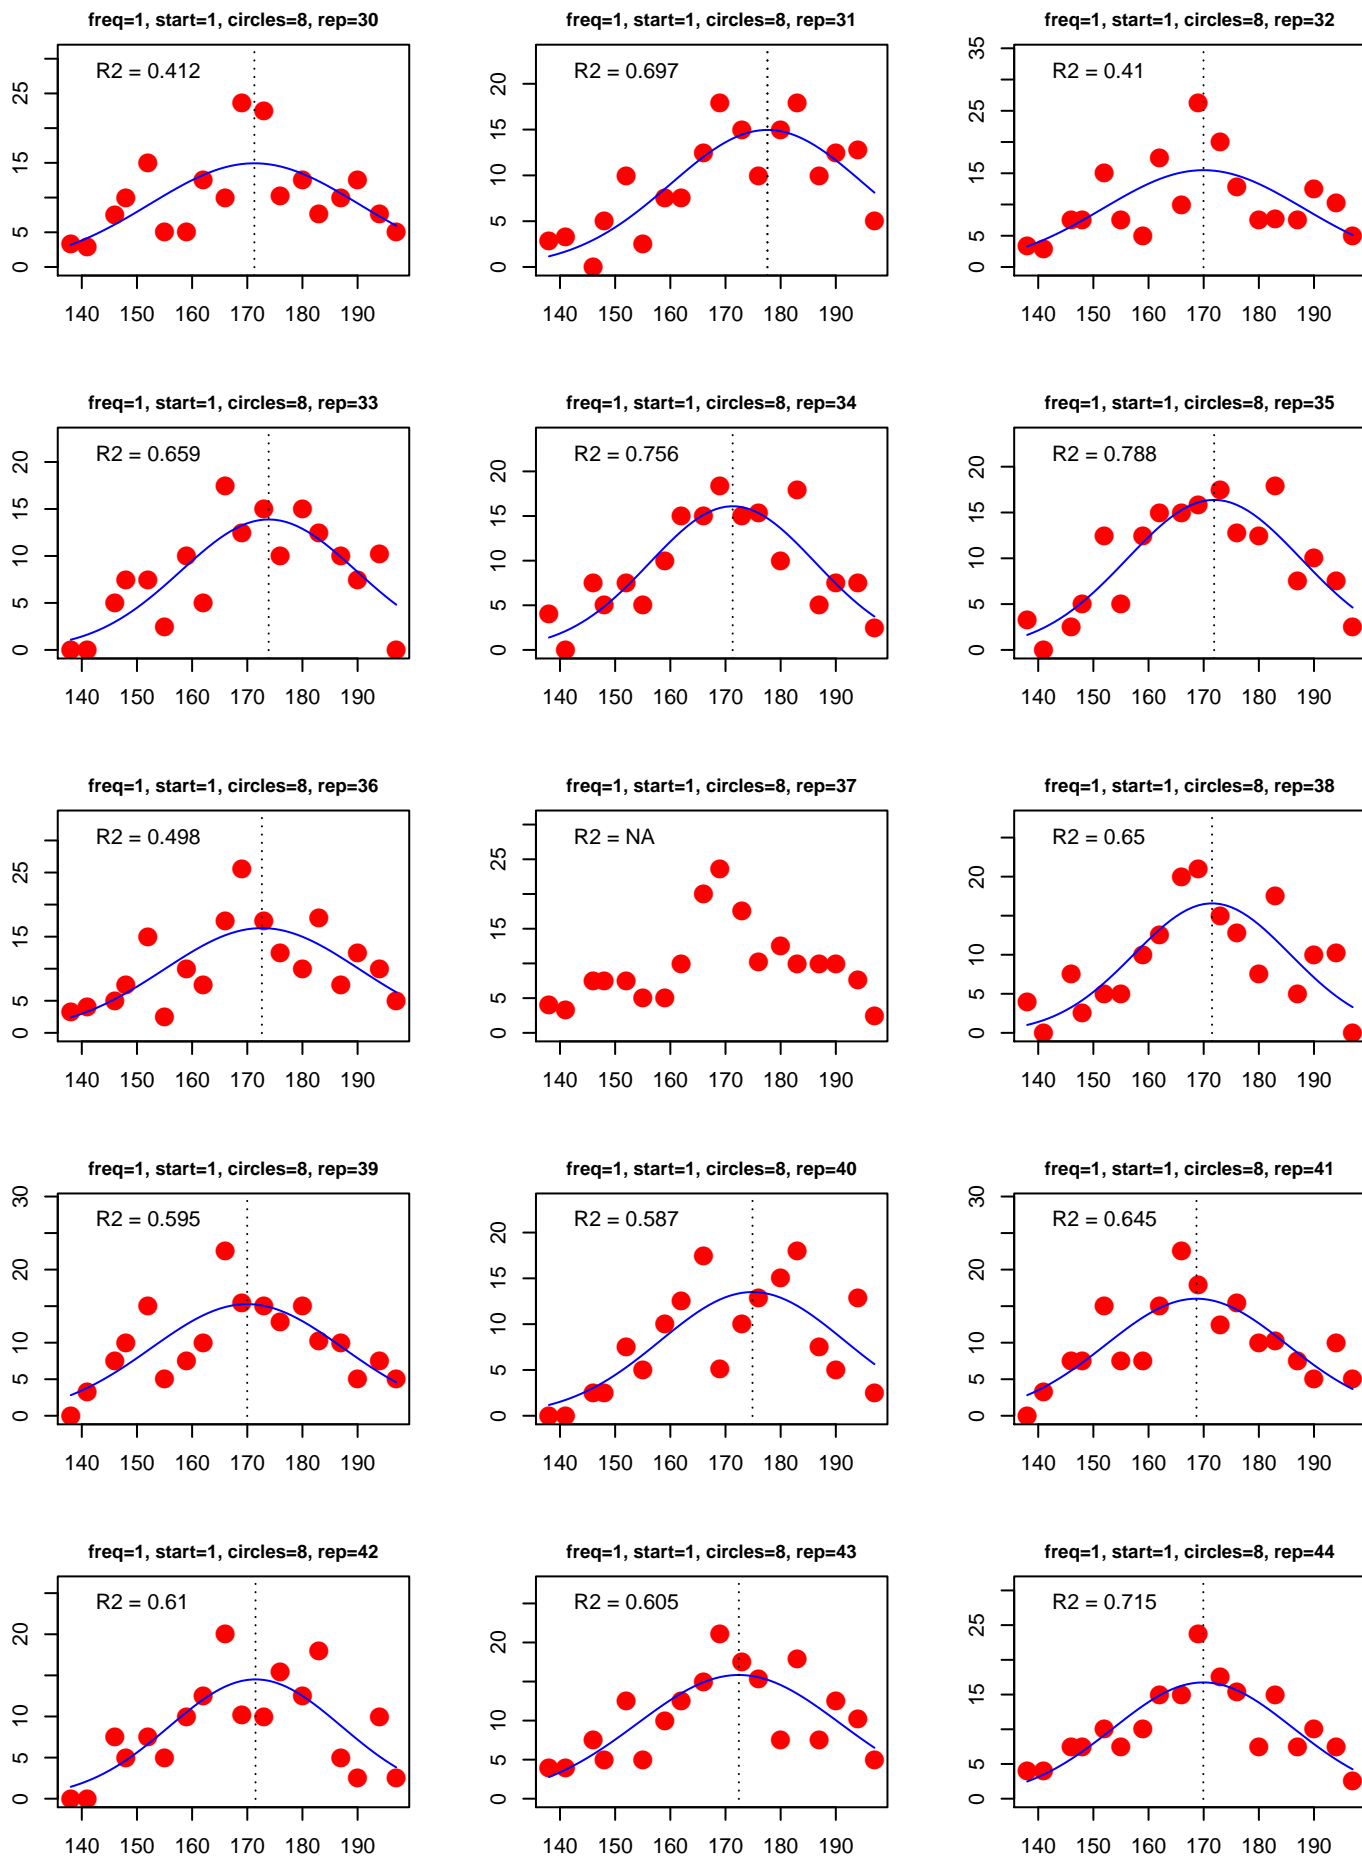 freq=1, start=1, circles=8, rep=30
R2 = 0.412
0 5 15 25
140 150 160 170 180 190
freq=1, start=1, circles=8, rep=31
R2 = 0.697
0 5 10 15 20
140 150 160 170 180 190
freq=1, start=1, circles=8, rep=32
R2 = 0.41
0 5 15 25 35
140 150 160 170 180 190
freq=1, start=1, circles=8, rep=33
R2 = 0.659
0 5 10 15 20
140 150 160 170 180 190
freq=1, start=1, circles=8, rep=34
R2 = 0.756
0 5 10 15 20
140 150 160 170 180 190
freq=1, start=1, circles=8, rep=35
R2 = 0.788
0 5 10 15 20
140 150 160 170 180 190
freq=1, start=1, circles=8, rep=36
R2 = 0.498
0 5 15 25
140 150 160 170 180 190
freq=1, start=1, circles=8, rep=37
R2 = NA
0 5 15 25
140 150 160 170 180 190
freq=1, start=1, circles=8, rep=38
R2 = 0.65
0 5 10 20
140 150 160 170 180 190
freq=1, start=1, circles=8, rep=39
R2 = 0.595
0 5 10 20 30
140 150 160 170 180 190
freq=1, start=1, circles=8, rep=40
R2 = 0.587
0 5 10 15 20
140 150 160 170 180 190
freq=1, start=1, circles=8, rep=41
R2 = 0.645
0 5 10 20 30
140 150 160 170 180 190
freq=1, start=1, circles=8, rep=42
R2 = 0.61
0 5 10 20
140 150 160 170 180 190
freq=1, start=1, circles=8, rep=43
R2 = 0.605
0 5 10 20
140 150 160 170 180 190
freq=1, start=1, circles=8, rep=44
R2 = 0.715
0 5 15 25
140 150 160 170 180 190